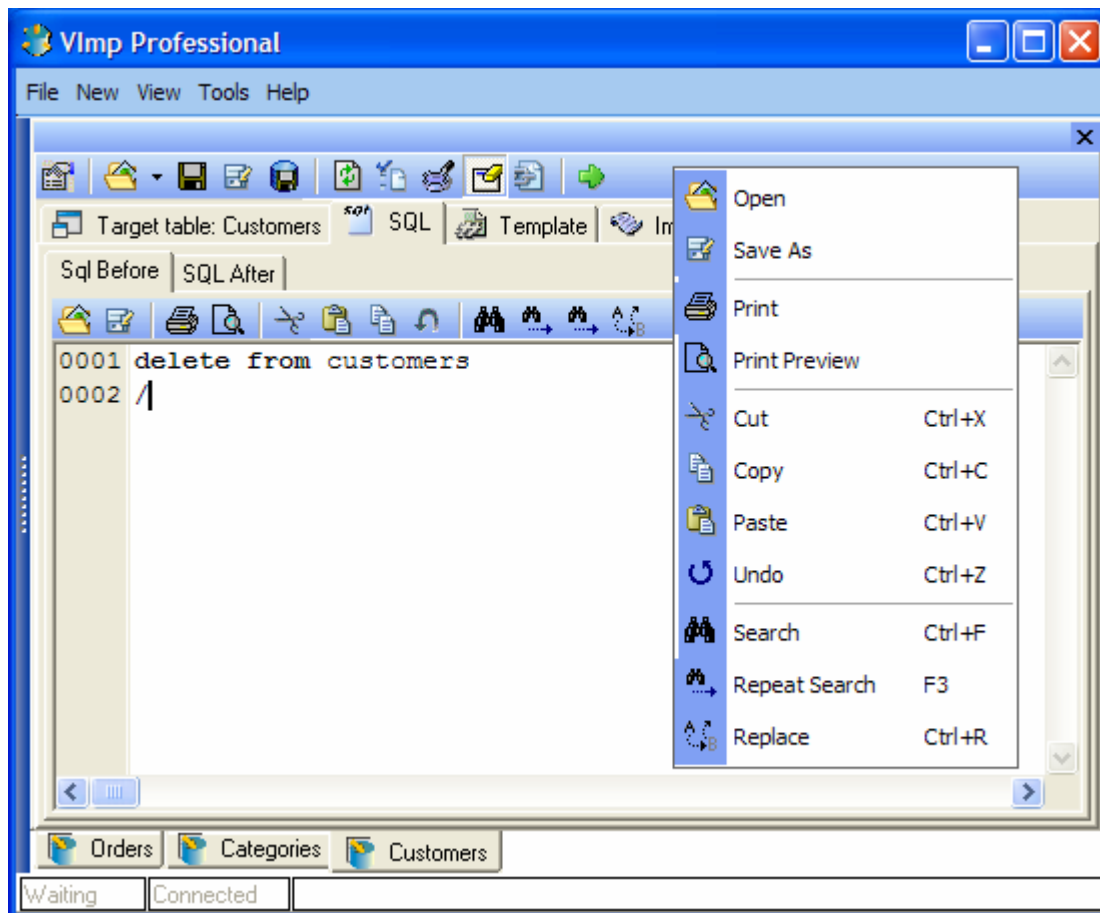 VImp Professional
File New View Tools Help
Target table: Customers SQL Template Im
Sql Before SQL After
0001 delete from customers
0002 /
Open
Save As
Print
Print Preview
Cut Ctrl+X
Copy Ctrl+C
Paste Ctrl+V
Undo Ctrl+Z
Search Ctrl+F
Repeat Search F3
Replace Ctrl+R
Orders Categories Customers
Waiting Connected